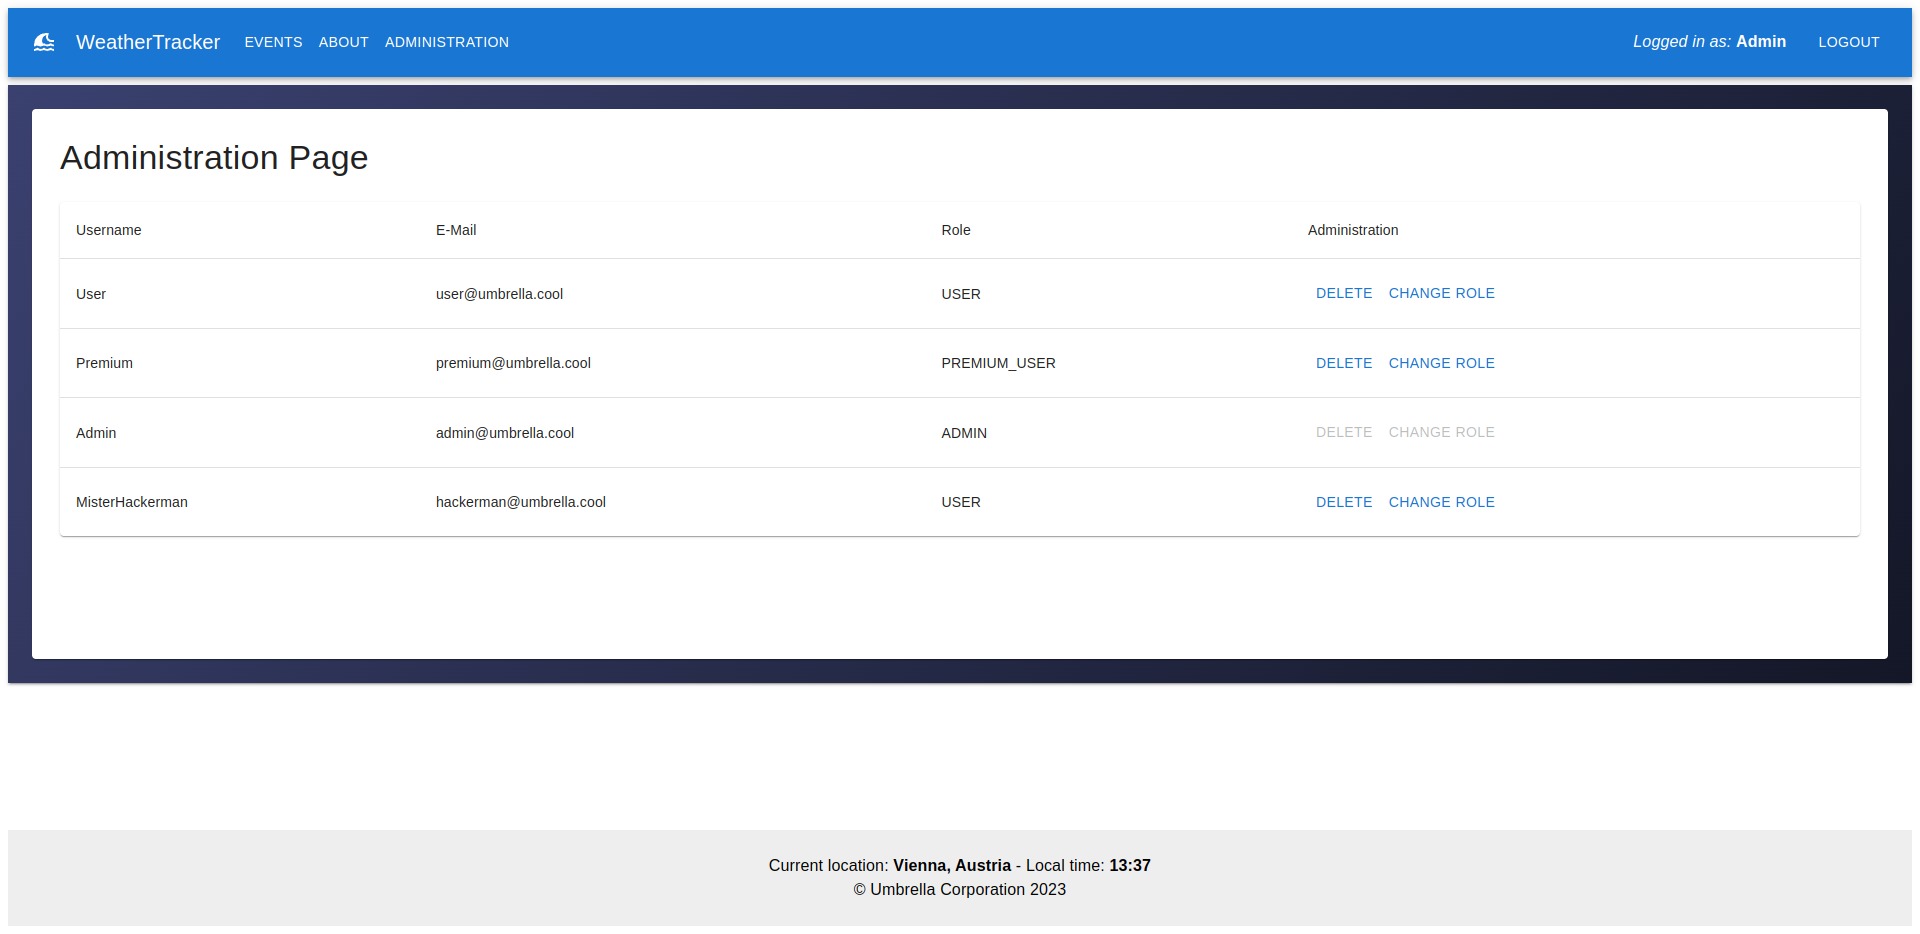 WeatherTracker EVENTS ABOUT ADMINISTRATION Logged in as: Admin LOGOUT
Administration Page
Username E-Mail Role Administration
User user@umbrella.cool USER DELETE CHANGE ROLE
Premium premium@umbrella.cool PREMIUM_USER DELETE CHANGE ROLE
Admin admin@umbrella.cool ADMIN DELETE CHANGE ROLE
MisterHackerman hackerman@umbrella.cool USER DELETE CHANGE ROLE
Current location: Vienna, Austria - Local time: 13:37
© Umbrella Corporation 2023